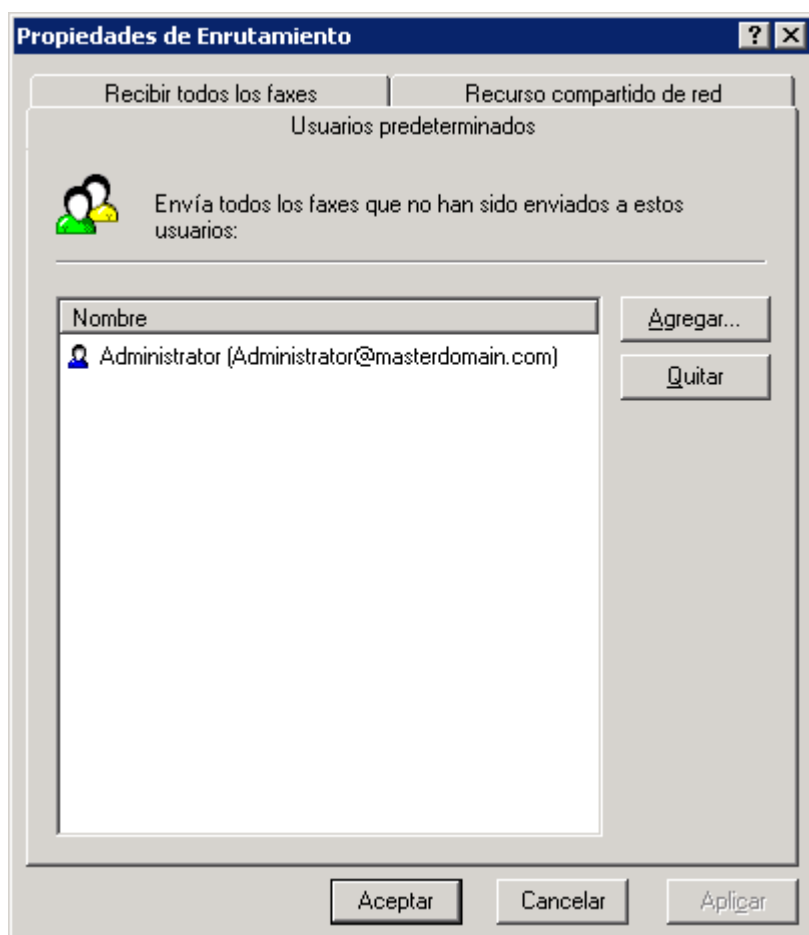 Propiedades de Enrutamiento
Recibir todos los faxes
Recurso compartido de red
Usuarios predeterminados
Envía todos los faxes que no han sido enviados a estos
usuarios:
Nombre
Agregar...
Administrator (Administrator@masterdomain.com)
Quitar
Aceptar
Cancelar
Aplicar